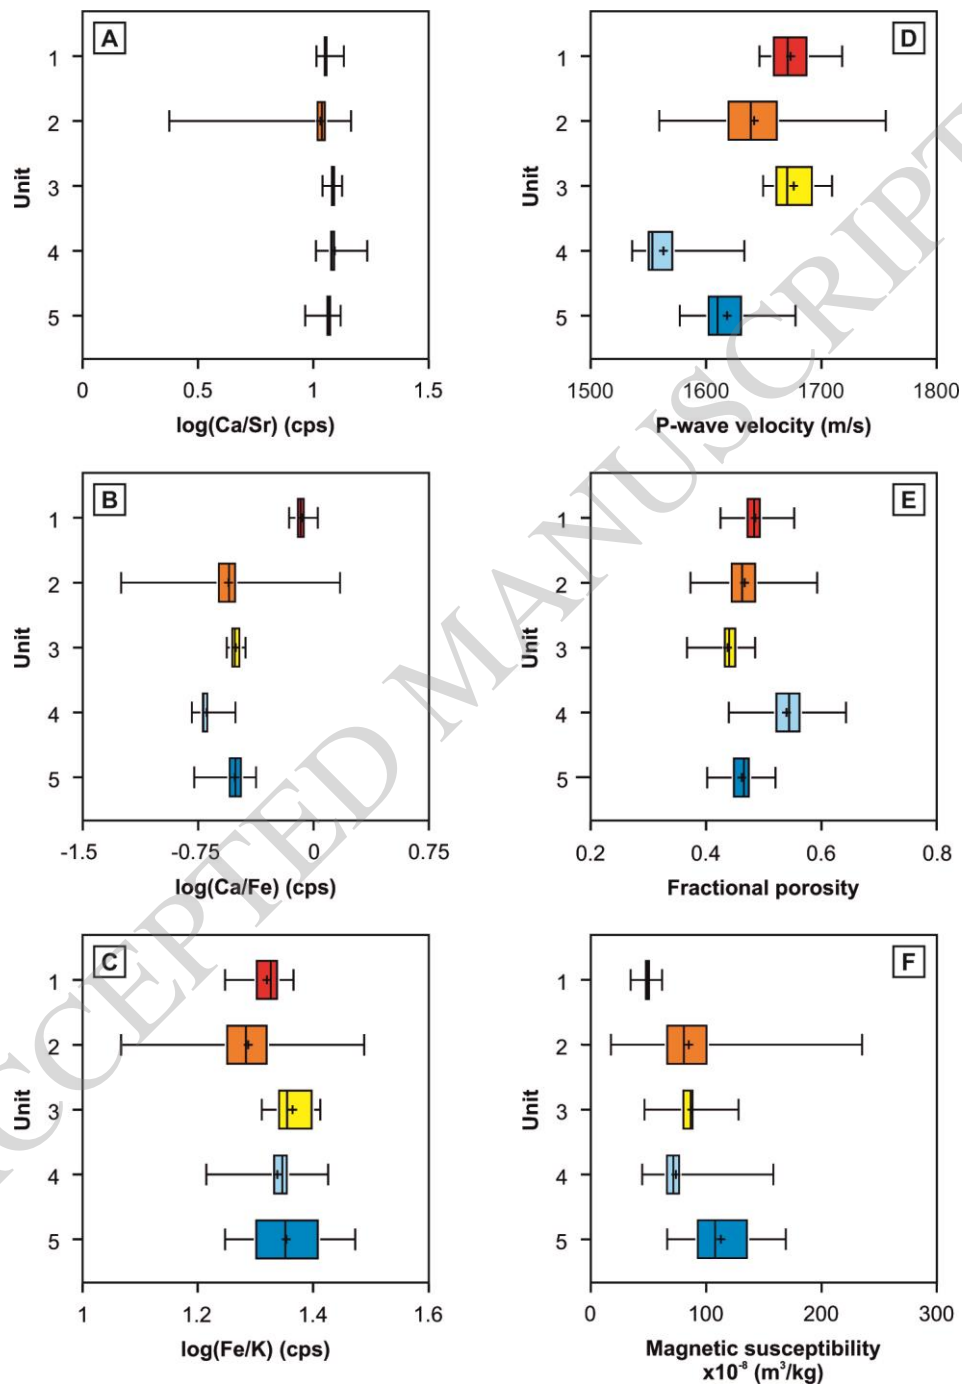 A
1
2
3
4
5
Unit
0
0.5
1
1.5
log(Ca/Sr) (cps)
D
1
2
3
4
5
Unit
1500
1600
1700
1800
P-wave velocity (m/s)
B
1
2
3
4
5
Unit
-1.5
-0.75
0
0.75
log(Ca/Fe) (cps)
E
1
2
3
4
5
Unit
0.2
0.4
0.6
0.8
Fractional porosity
C
1
2
3
4
5
Unit
1
1.2
1.4
1.6
log(Fe/K) (cps)
F
1
2
3
4
5
Unit
0
100
200
300
Magnetic susceptibility
x10⁻⁸ (m³/kg)
ACCEPTED MANUSCRIPT